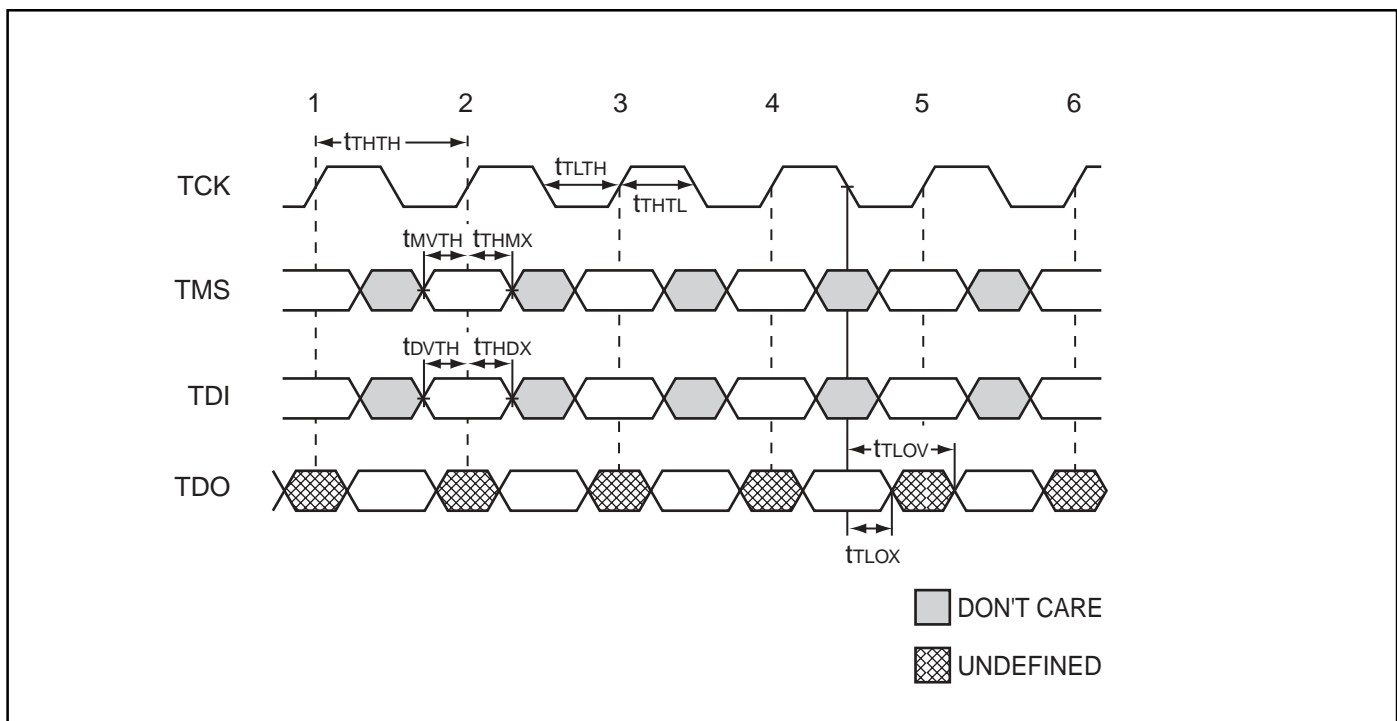 1 2 3 4 5 6
tTHTH
TCK
tTLTH
tTHTL
tMVTH tTHMX
TMS
tDVTH tTHDX
TDI
tTLOV
TDO
tTLOX
DON'T CARE
UNDEFINED